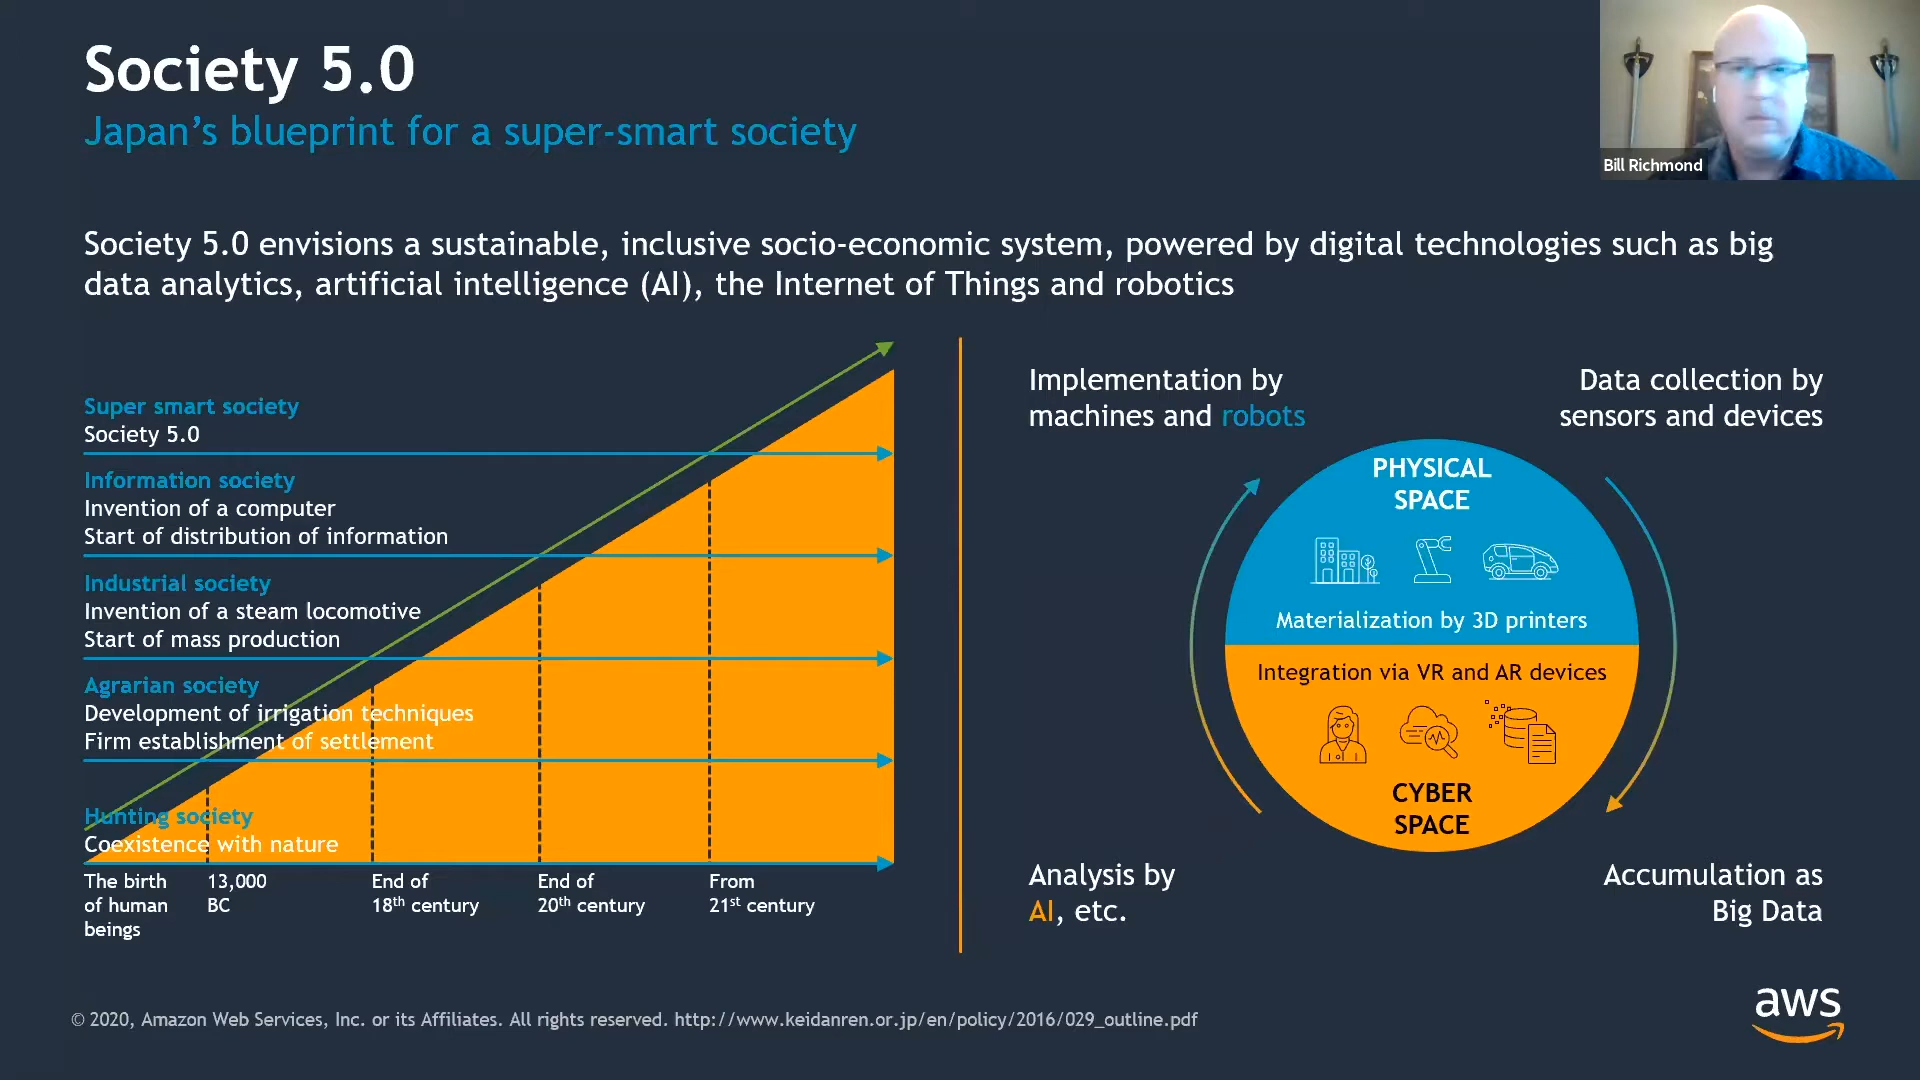 Society 5.0
Japan's blueprint for a super-smart society
Bill Richmond
Society 5.0 envisions a sustainable, inclusive socio-economic system, powered by digital technologies such as big
data analytics, artificial intelligence (AI), the Internet of Things and robotics
Super smart society
Society 5.0
Information society
Invention of a computer
Start of distribution of information
Industrial society
Invention of a steam locomotive
Start of mass production
Agrarian society
Development of irrigation techniques
Firm establishment of settlement
Hunting society
Coexistence with nature
The birth
of human
beings
13,000
BC
End of
18th century
End of
20th century
From
21st century
Implementation by
machines and robots
Data collection by
sensors and devices
PHYSICAL
SPACE
Materialization by 3D printers
Integration via VR and AR devices
CYBER
SPACE
Analysis by
AI, etc.
Accumulation as
Big Data
© 2020, Amazon Web Services, Inc. or its Affiliates. All rights reserved. http://www.keidanren.or.jp/en/policy/2016/029_outline.pdf
aws